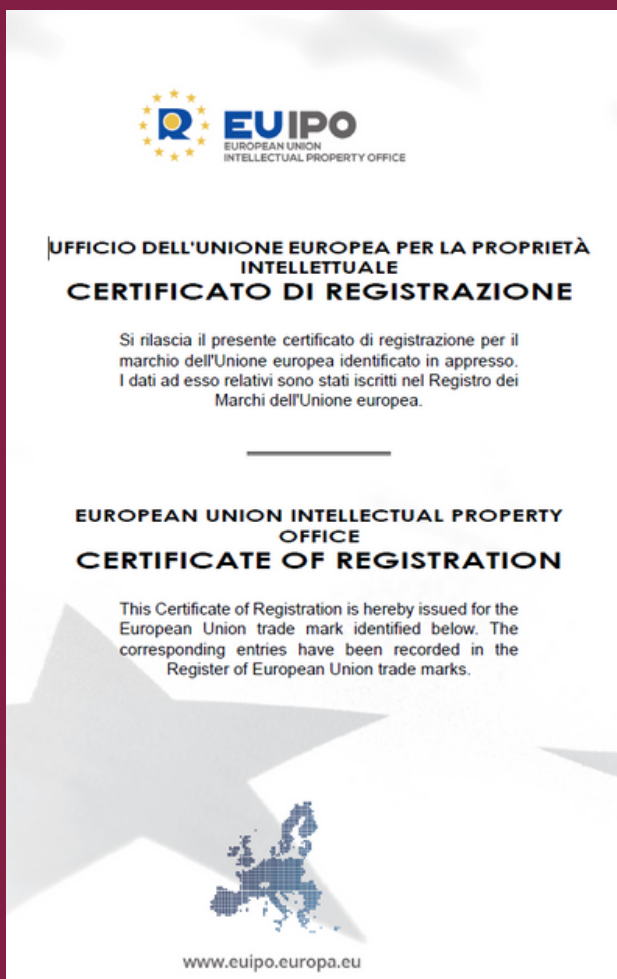 EUIPO
EUROPEAN UNION
INTELLECTUAL PROPERTY OFFICE
UFFICIO DELL'UNIONE EUROPEA PER LA PROPRIETÀ
INTELLETTUALE
CERTIFICATO DI REGISTRAZIONE
Si rilascia il presente certificato di registrazione per il
marchio dell'Unione europea identificato in appresso.
I dati ad esso relativi sono stati iscritti nel Registro dei
Marchi dell'Unione europea.
EUROPEAN UNION INTELLECTUAL PROPERTY
OFFICE
CERTIFICATE OF REGISTRATION
This Certificate of Registration is hereby issued for the
European Union trade mark identified below. The
corresponding entries have been recorded in the
Register of European Union trade marks.
www.euipo.europa.eu